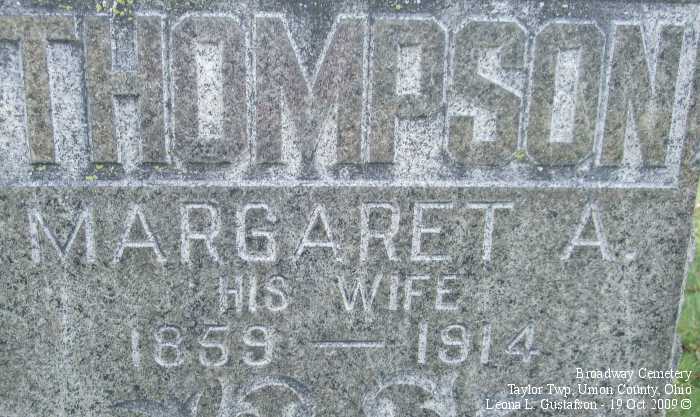 THOMPSON
MARGARET A.
HIS WIFE
1859 — 1914
Broadway Cemetery
Taylor Twp, Union County, Ohio
Leona L. Gustafson - 19 Oct 2009 ©